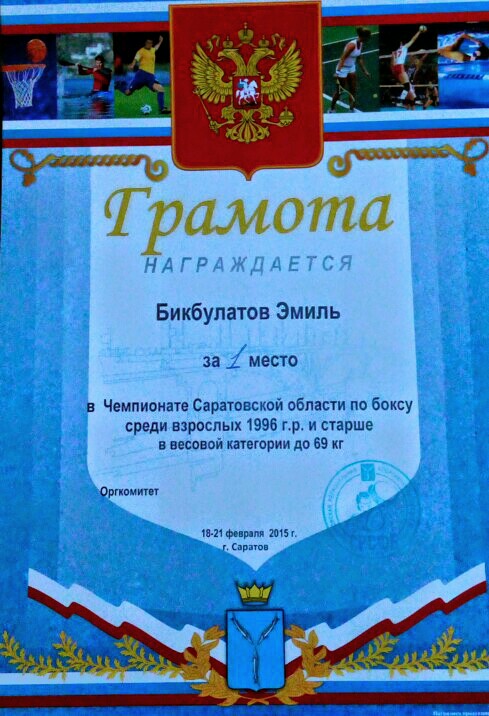 Грамота
НАГРАЖДАЕТСЯ
Бикбулатов Эмиль
за 1 место
в Чемпионате Саратовской области по боксу
среди взрослых 1996 г.р. и старше
в весовой категории до 69 кг
Оргкомитет
18-21 февраля 2015 г.
г. Саратов